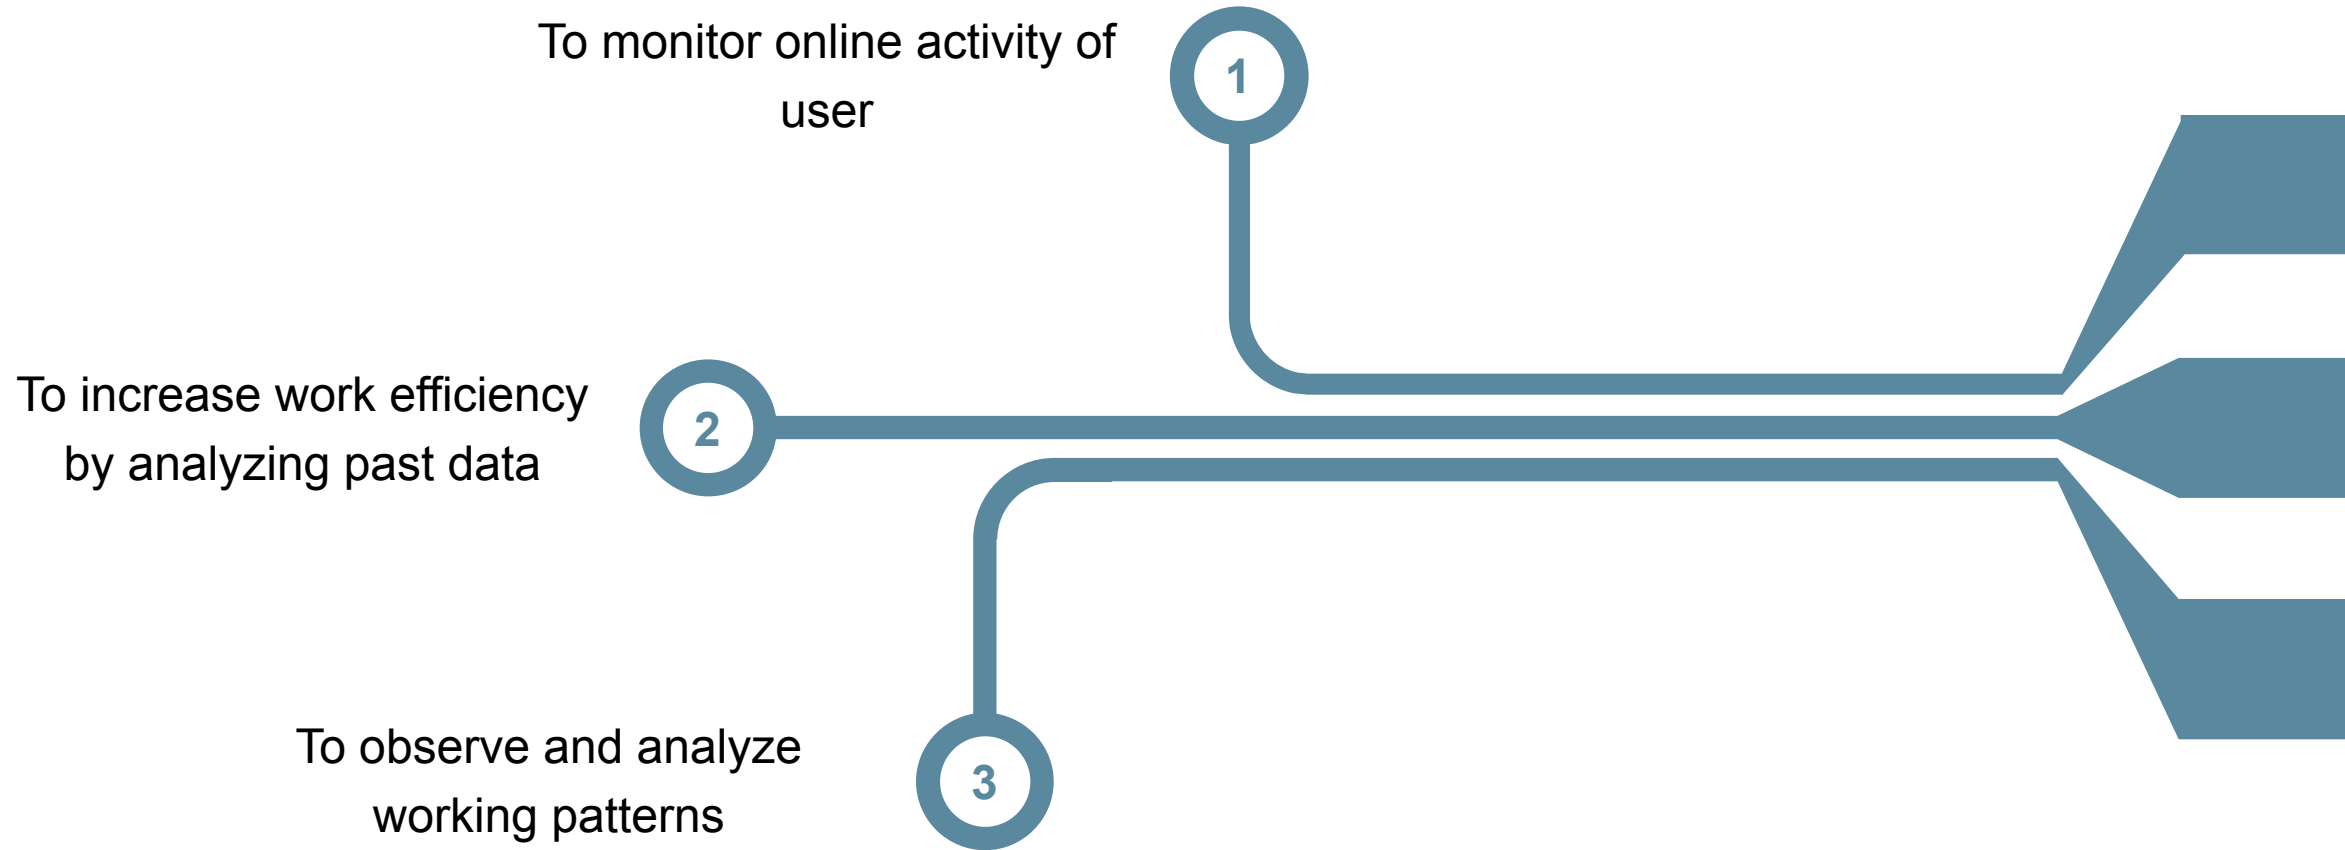 To monitor online activity of
user
1
To increase work efficiency
by analyzing past data
2
To observe and analyze
working patterns
3